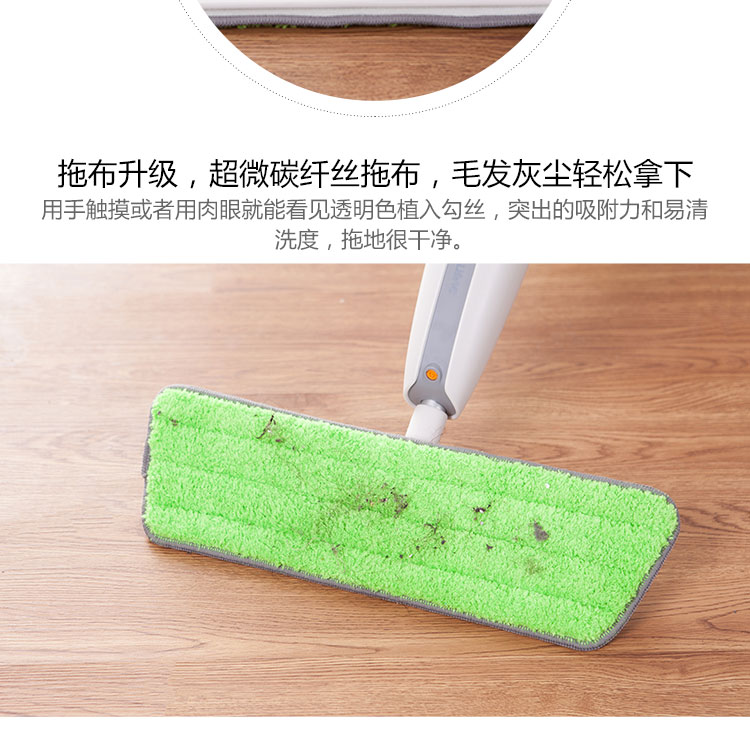 拖布升级，超微碳纤丝拖布，毛发灰尘轻松拿下
用手触摸或者用肉眼就能看见透明色植入勾丝，突出的吸附力和易清
洗度，拖地很干净。